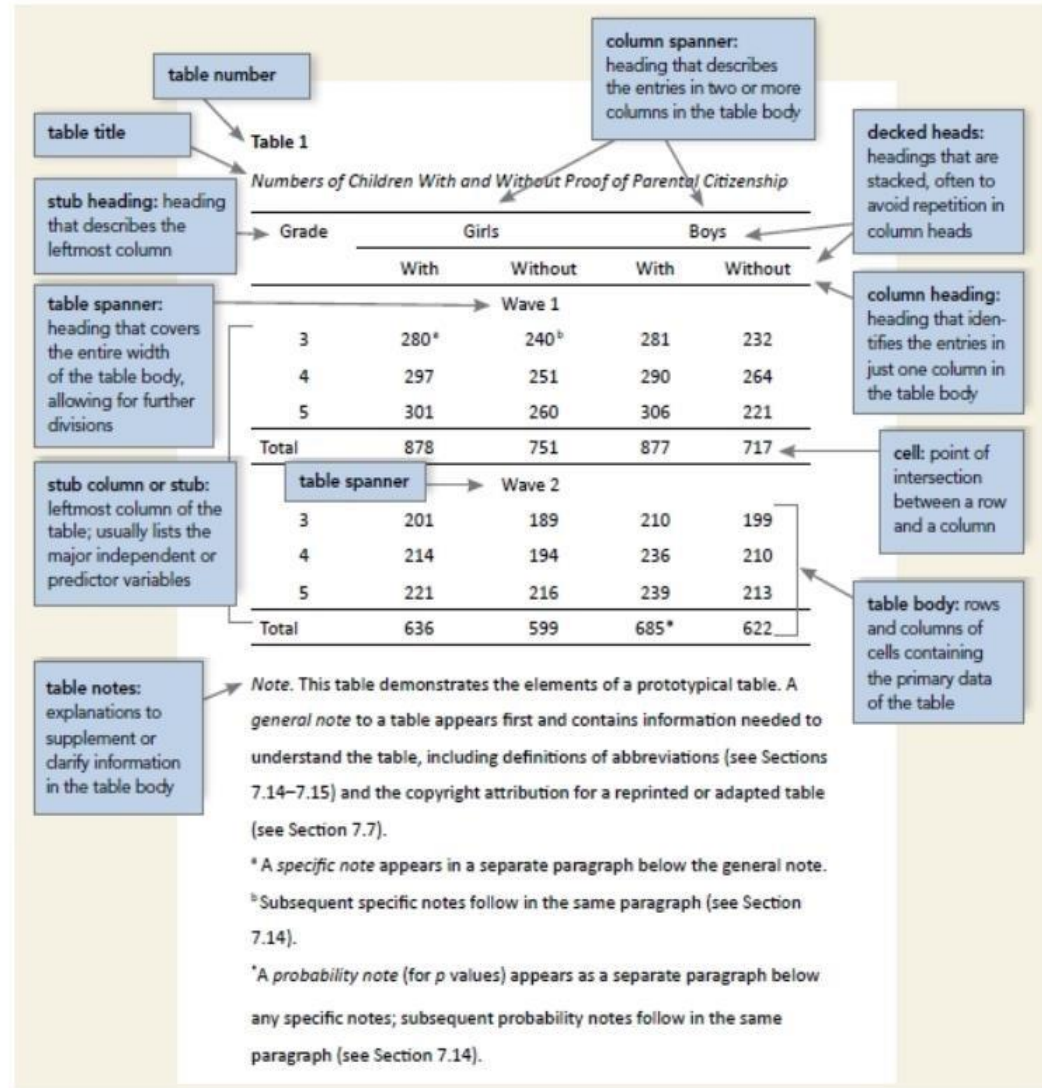 column spanner:
heading that describes
the entries in two or more
columns in the table body
table number
table title
decked heads:
headings that are
stacked, often to
avoid repetition in
column heads
Table 1
Numbers of Children With and Without Proof of Parental Citizenship
stub heading: heading
that describes the
leftmost column
Grade Girls Boys
With Without With Without
table spanner:
heading that covers
the entire width
of the table body,
allowing for further
divisions
column heading:
heading that iden-
tifies the entries in
just one column in
the table body
Wave 1
3 280ᵃ 240ᵇ 281 232
4 297 251 290 264
5 301 260 306 221
Total 878 751 877 717
cell: point of
intersection
between a row
and a column
stub column or stub:
leftmost column of the
table; usually lists the
major independent or
predictor variables
table spanner
Wave 2
3 201 189 210 199
4 214 194 236 210
5 221 216 239 213
Total 636 599 685* 622
table body: rows
and columns of
cells containing
the primary data
of the table
table notes:
explanations to
supplement or
clarify information
in the table body
Note. This table demonstrates the elements of a prototypical table. A
general note to a table appears first and contains information needed to
understand the table, including definitions of abbreviations (see Sections
7.14–7.15) and the copyright attribution for a reprinted or adapted table
(see Section 7.7).
ᵃ A specific note appears in a separate paragraph below the general note.
ᵇ Subsequent specific notes follow in the same paragraph (see Section
7.14).
*A probability note (for p values) appears as a separate paragraph below
any specific notes; subsequent probability notes follow in the same
paragraph (see Section 7.14).